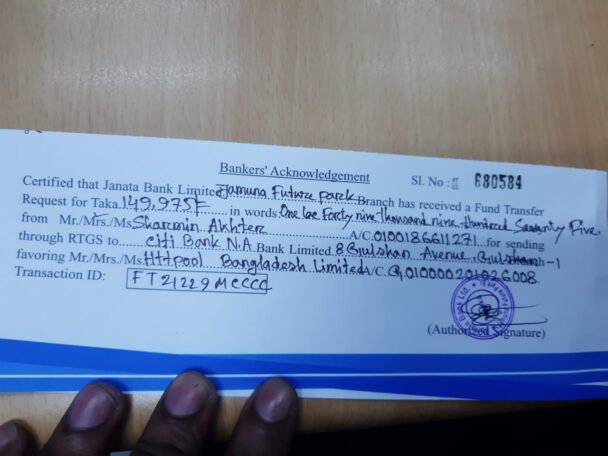 Bankers' Acknowledgement
Sl. No : 680584
Certified that Janata Bank Limited Jamuna Future Park Branch has received a Fund Transfer
Request for Taka 149,975/= in words One lac Forty nine thousand nine hundred Seventy Five
from Mr./Mrs./Ms Sharmin Akhter A/C. 0100186611271 for sending
through RTGS to Citi Bank N.A. Bank Limited 8 Gulshan Avenue, Gulshan-1
favoring Mr./Mrs./Ms Httpool Bangladesh Limited A/C.
Transaction ID: FT21229MCCCC
(Authorized Signature)